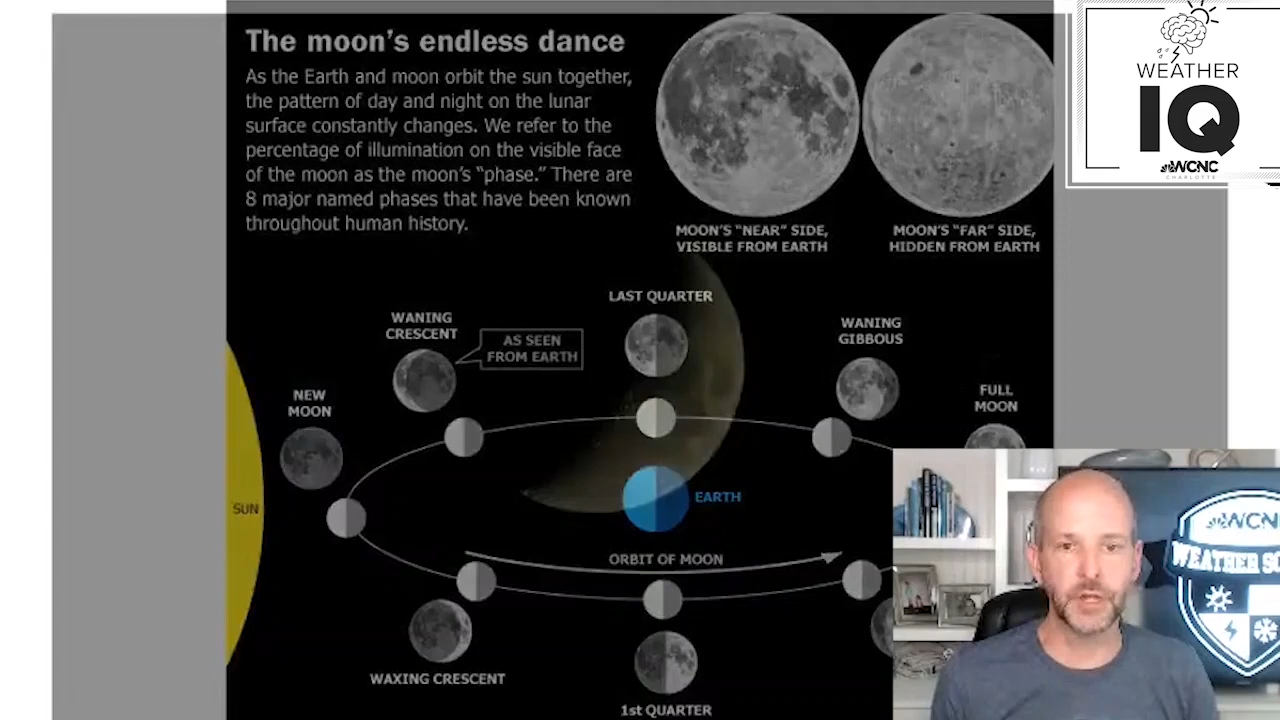 The moon's endless dance
As the Earth and moon orbit the sun together,
the pattern of day and night on the lunar
surface constantly changes. We refer to the
percentage of illumination on the visible face
of the moon as the moon's "phase." There are
8 major named phases that have been known
throughout human history.
MOON'S "NEAR" SIDE,
VISIBLE FROM EARTH
MOON'S "FAR" SIDE,
HIDDEN FROM EARTH
WEATHER
IQ
WCNC
CHARLOTTE
LAST QUARTER
WANING
CRESCENT
AS SEEN
FROM EARTH
WANING
GIBBOUS
NEW
MOON
FULL
MOON
SUN
EARTH
ORBIT OF MOON
WAXING CRESCENT
1st QUARTER
WCNC
WEATHER